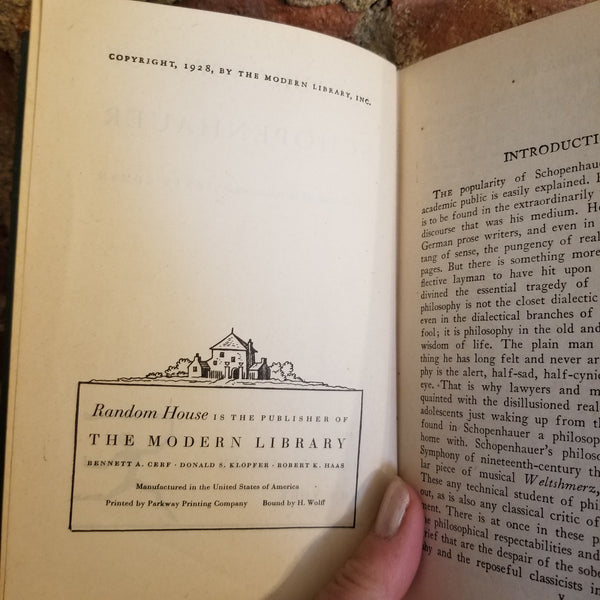 COPYRIGHT, 1928, BY THE MODERN LIBRARY, INC.
Random House IS THE PUBLISHER OF
THE MODERN LIBRARY
BENNETT A. CERF · DONALD S. KLOPFER · ROBERT K. HAAS
Manufactured in the United States of America
Printed by Parkway Printing Company Bound by H. Wolff
INTRODUCTI
THE popularity of Schopenhau
academic public is easily explained.
is to be found in the extraordinarily
discourse that was his medium. He
German prose writers, and even in
tang of sense, the pungency of real
pages. But there is something more
flective layman to have hit upon
divined the essential tragedy of
philosophy is not the closet dialectic
even in the dialectical branches of
fool; it is philosophy in the old and
wisdom of life. The plain man
thing he has long felt and never ar
phy is the alert, half-sad, half-cynic
eye. That is why lawyers and m
quainted with the disillusioned real
adolescents just waking up from th
found in Schopenhauer a philosop
home with. Schopenhauer's philoso
Symphony of nineteenth-century th
lar piece of musical Weltshmerz,
These any technical student of phil
out, as is also any classical critic of
ment. There is at once in these p
philosophical respectabilities and
rief that are the despair of the sobe
hy and the reposeful classicists in
v